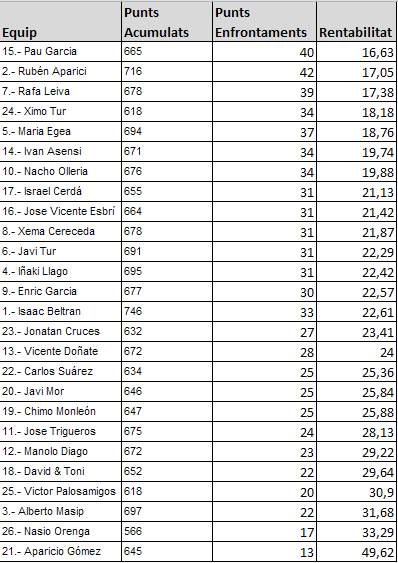 Equip Punts Acumulats Punts Enfrontaments Rentabilitat
15.- Pau Garcia 665 40 16,63
2.- Rubén Aparici 716 42 17,05
7.- Rafa Leiva 678 39 17,38
24.- Ximo Tur 618 34 18,18
5.- Maria Egea 694 37 18,76
14.- Ivan Asensi 671 34 19,74
10.- Nacho Olleria 676 34 19,88
17.- Israel Cerdá 655 31 21,13
16.- Jose Vicente Esbrí 664 31 21,42
8.- Xema Cereceda 678 31 21,87
6.- Javi Tur 691 31 22,29
4.- Iñaki Llago 695 31 22,42
9.- Enric Garcia 677 30 22,57
1.- Isaac Beltran 746 33 22,61
23.- Jonatan Cruces 632 27 23,41
13.- Vicente Doñate 672 28 24
22.- Carlos Suárez 634 25 25,36
20.- Javi Mor 646 25 25,84
19.- Chimo Monleón 647 25 25,88
11.- Jose Trigueros 675 24 28,13
12.- Manolo Diago 672 23 29,22
18.- David & Toni 652 22 29,64
25.- Victor Palosamigos 618 20 30,9
3.- Alberto Masip 697 22 31,68
26.- Nasio Orenga 566 17 33,29
21.- Aparicio Gómez 645 13 49,62